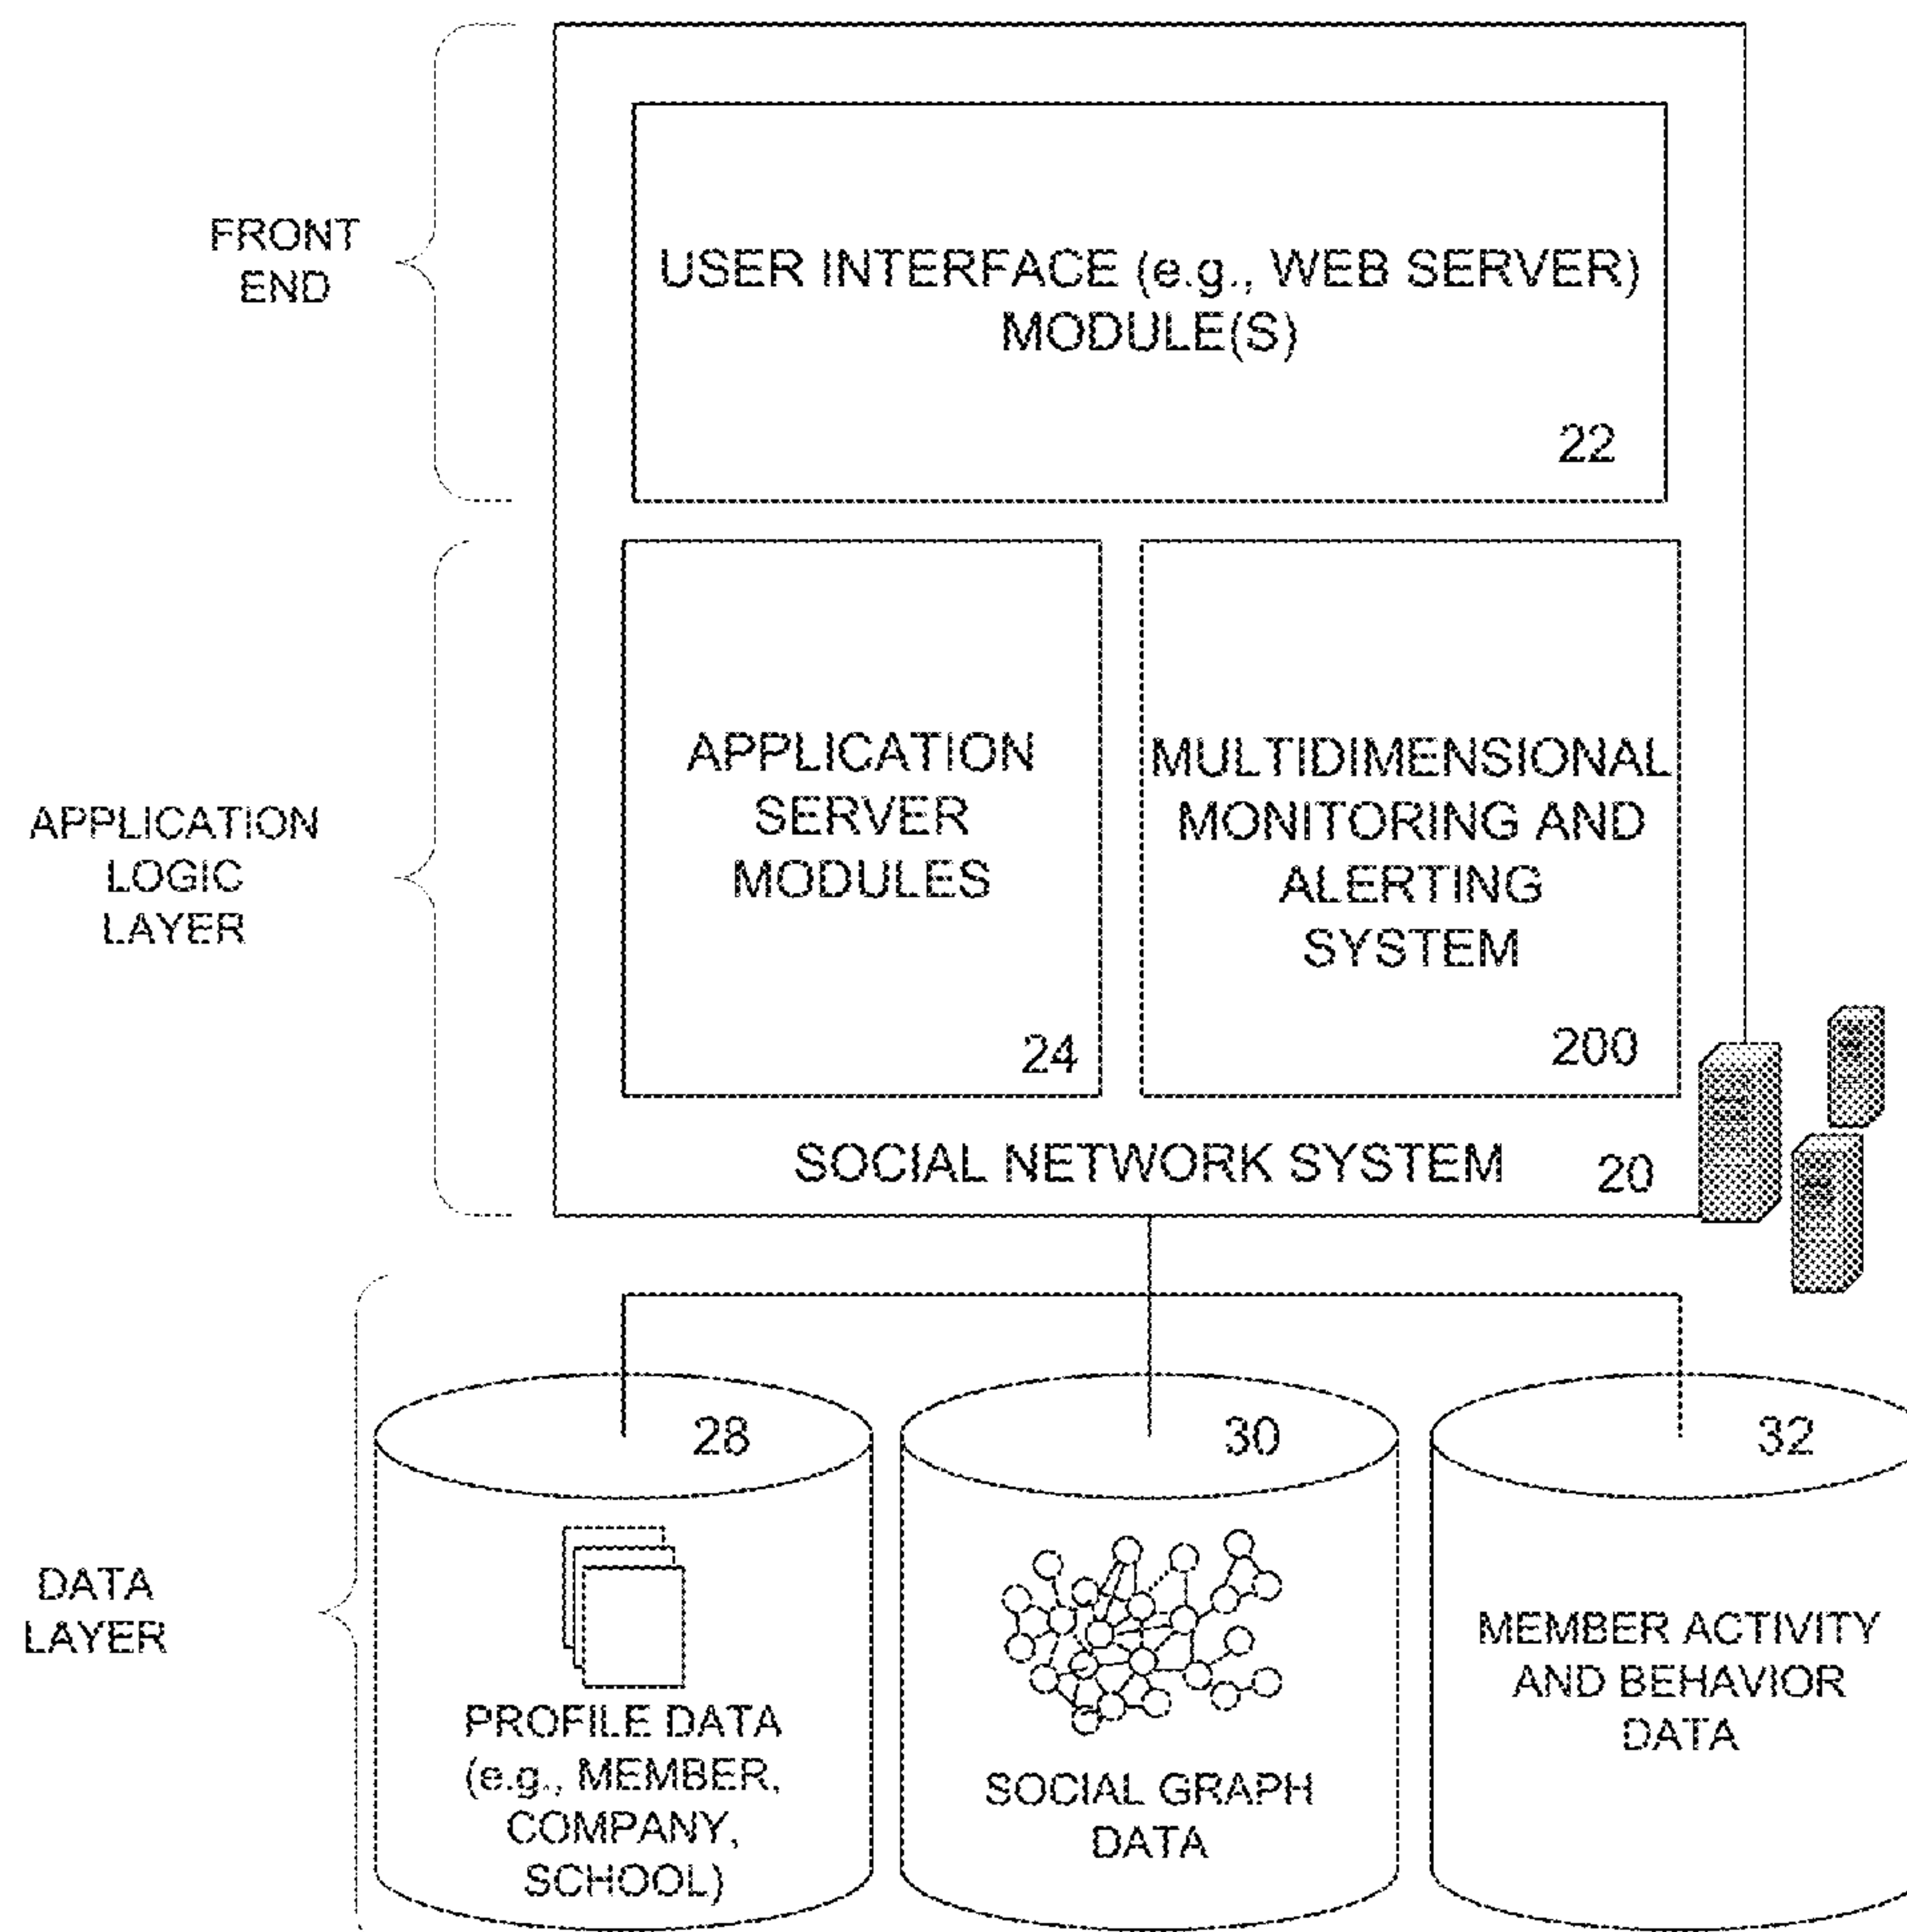 FRONT
END
USER INTERFACE (e.g., WEB SERVER)
MODULE(S)
22
APPLICATION
LOGIC
LAYER
APPLICATION
SERVER
MODULES
24
MULTIDIMENSIONAL
MONITORING AND
ALERTING
SYSTEM
200
SOCIAL NETWORK SYSTEM
20
DATA
LAYER
28
PROFILE DATA
(e.g., MEMBER,
COMPANY,
SCHOOL)
30
SOCIAL GRAPH
DATA
32
MEMBER ACTIVITY
AND BEHAVIOR
DATA